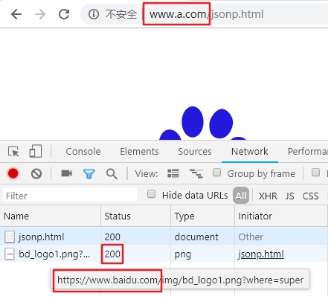 不安全 | www.a.com/jsonp.html
Console Elements Network Performan
View: Group by frame
Filter Hide data URLs All XHR JS CSS
Name Status Type Initiator
jsonp.html 200 document Other
bd_logo1.png?... 200 png jsonp.html
https://www.baidu.com/img/bd_logo1.png?where=super